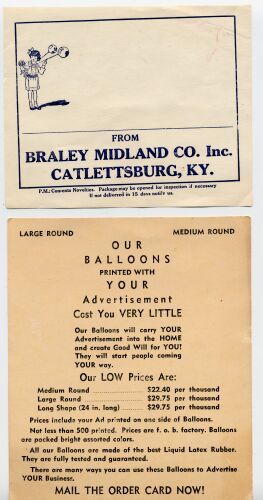 FROM
BRALEY MIDLAND CO. Inc.
CATLETTSBURG, KY.
P.M.: Contents Novelties. Package may be opened for inspection if necessary
If not delivered in 15 days notify us.
LARGE ROUND MEDIUM ROUND
OUR
BALLOONS
PRINTED WITH
YOUR
Advertisement
Cost You VERY LITTLE
Our Balloons will carry YOUR
Advertisement into the HOME
and create Good Will for YOU!
They will start people coming
YOUR way.
Our LOW Prices Are:
Medium Round ........ $22.40 per thousand
Large Round ........ $29.75 per thousand
Long Shape (24 in. long) ........ $29.75 per thousand
Prices include your Ad printed on one side of Balloons.
Not less than 500 printed. Prices are f. o. b. factory. Balloons
are packed bright assorted colors.
All our Balloons are made of the best Liquid Latex Rubber.
They are fully tested and guaranteed.
There are many ways you can use these Balloons to Advertise
YOUR Business.
MAIL THE ORDER CARD NOW!